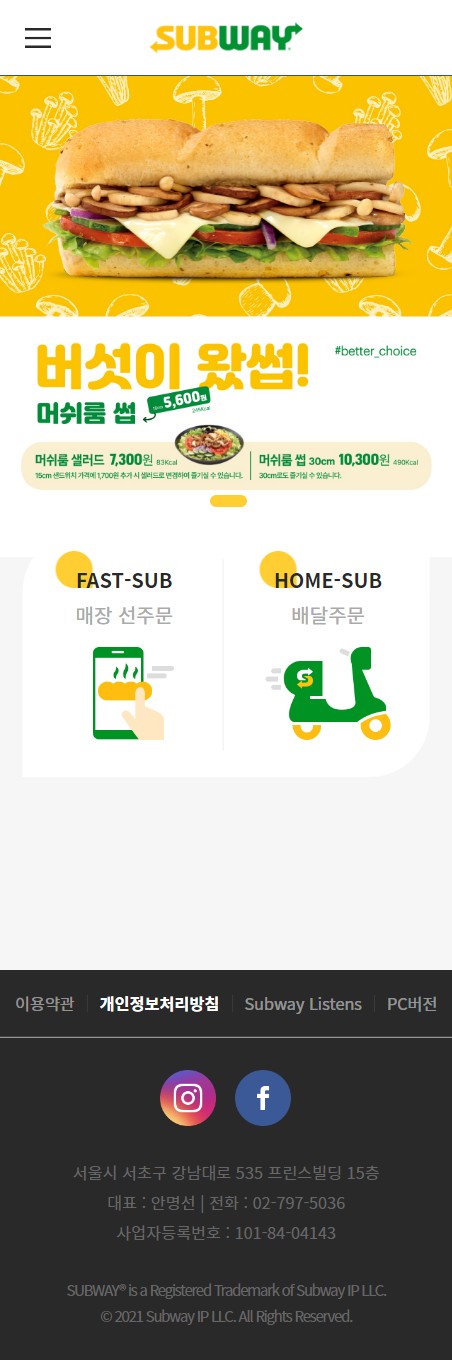 SUBWAY
버섯이 왔썹!
#better_choice
머쉬룸 썹
15cm 5,600원
245Kcal
머쉬룸 샐러드 7,300원 83Kcal
15cm 샌드위치 가격에 1,700원 추가 시 샐러드로 변경하여 즐기실 수 있습니다.
머쉬룸 썹 30cm 10,300원 490Kcal
30cm로도 즐기실 수 있습니다.
FAST-SUB
매장 선주문
HOME-SUB
배달주문
이용약관 개인정보처리방침 Subway Listens PC버전
서울시 서초구 강남대로 535 프린스빌딩 15층
대표 : 안명선 | 전화 : 02-797-5036
사업자등록번호 : 101-84-04143
SUBWAY® is a Registered Trademark of Subway IP LLC.
© 2021 Subway IP LLC. All Rights Reserved.